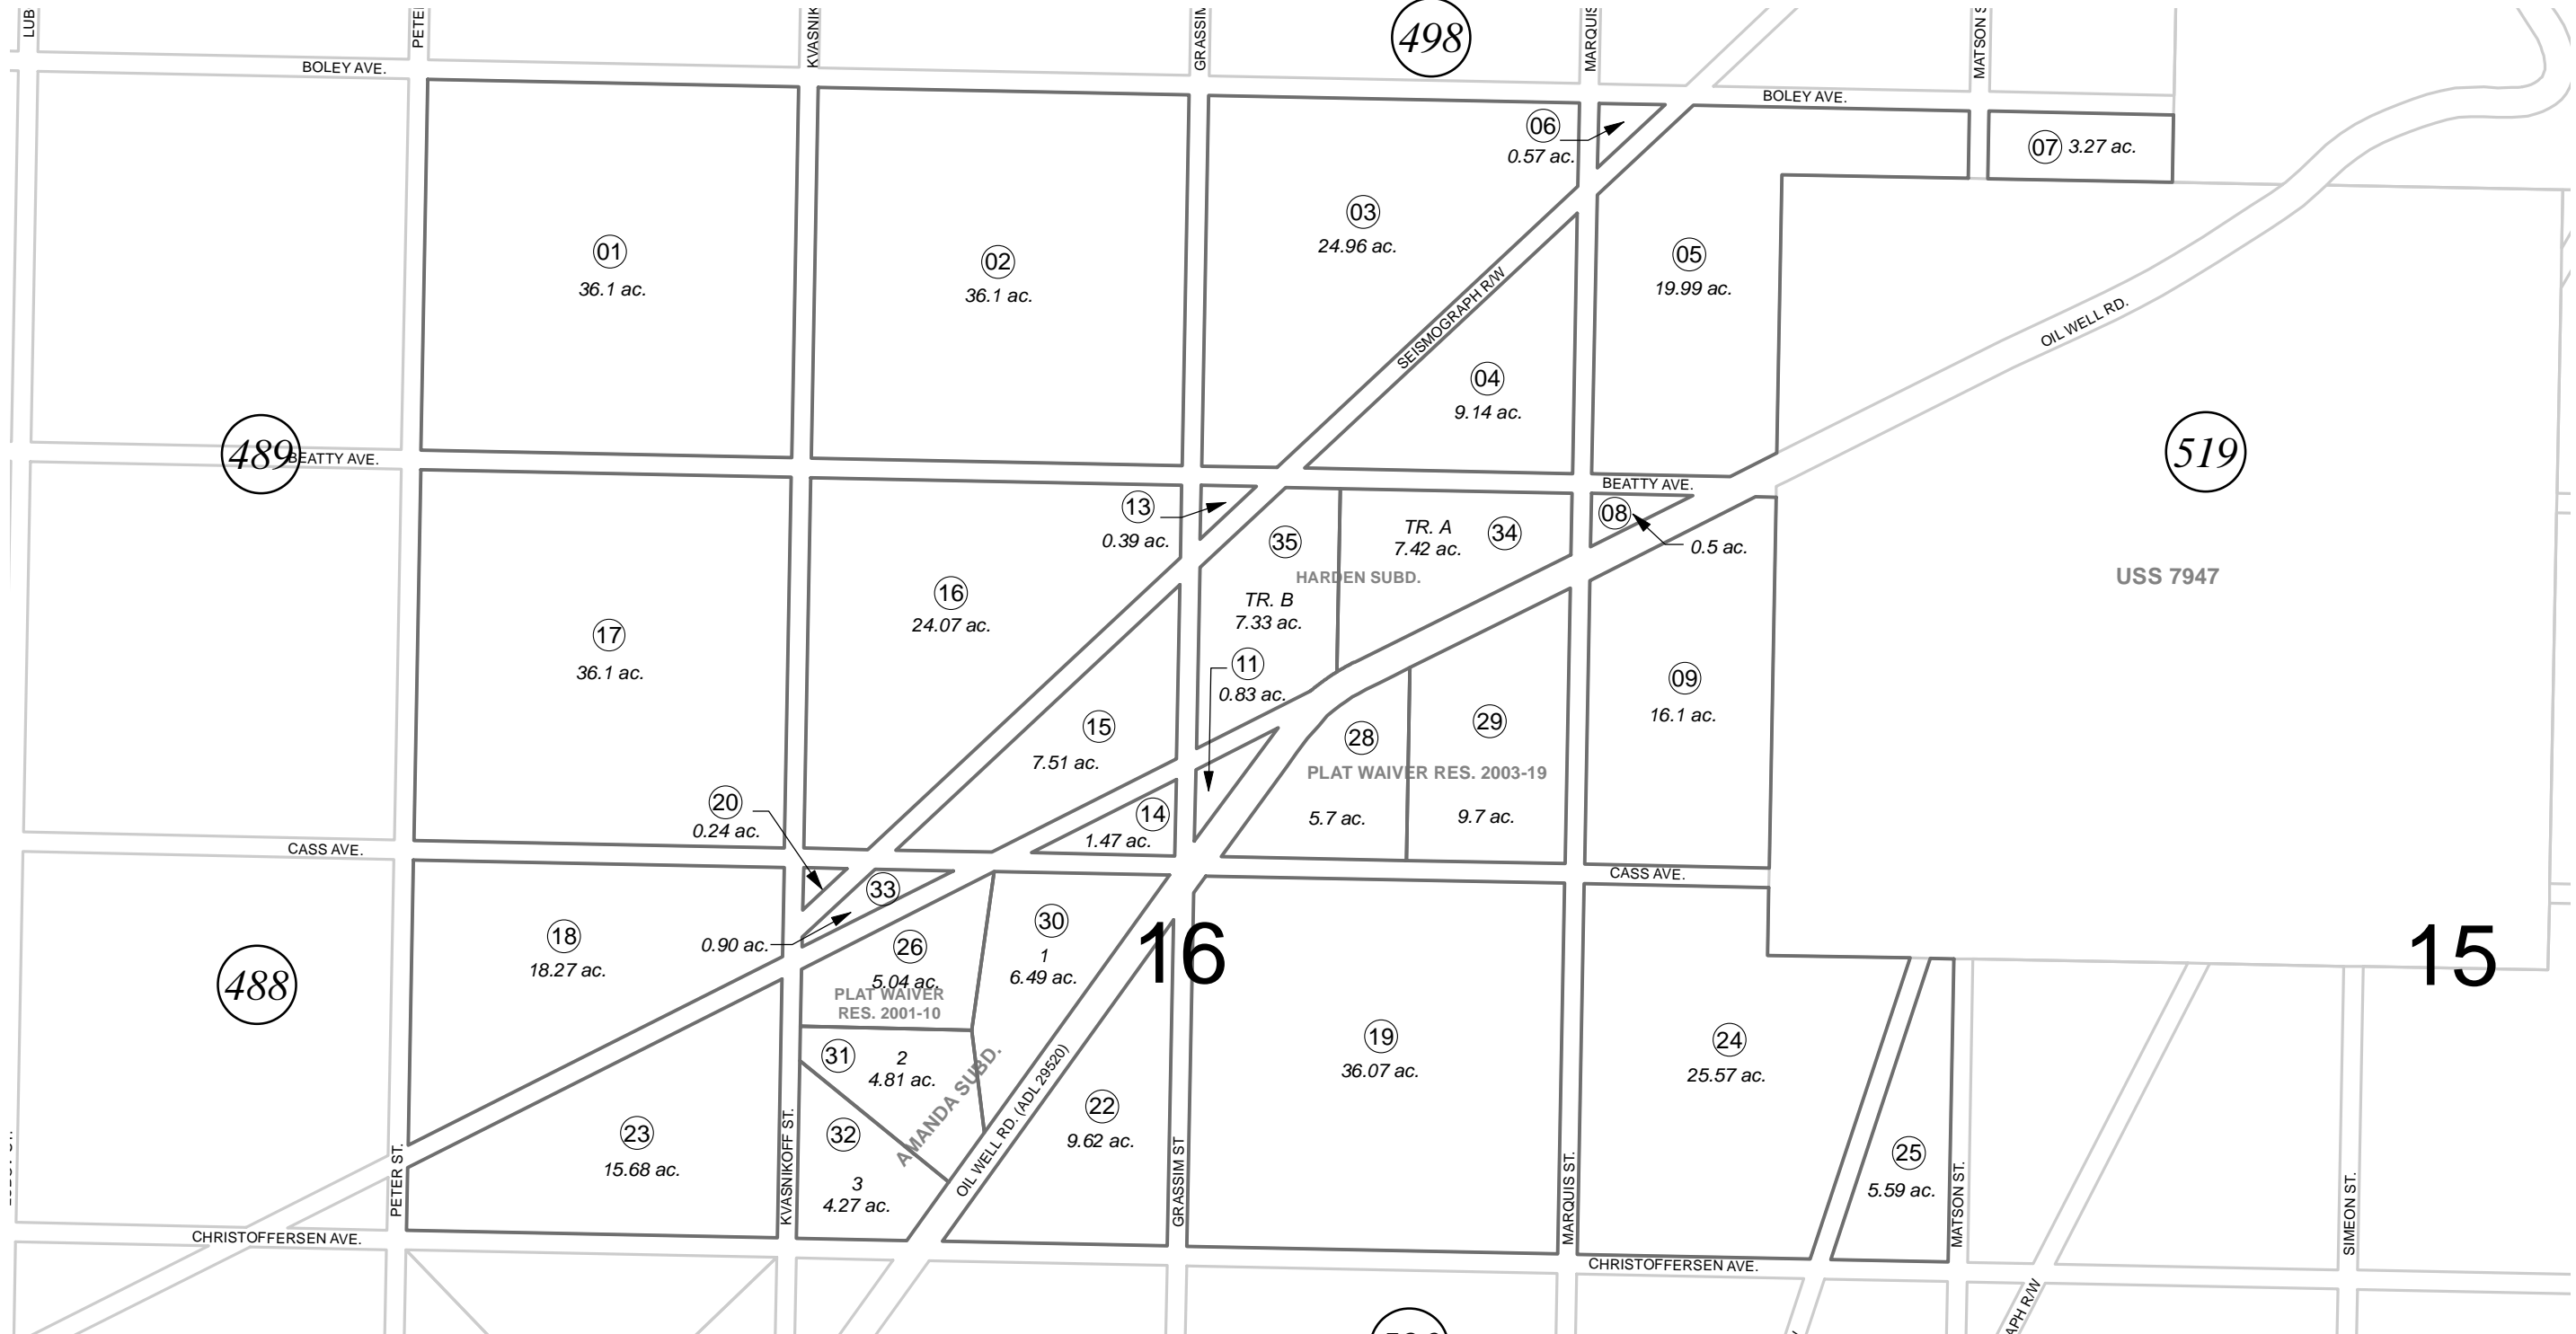 498
BOLEY AVE.
BOLEY AVE.
06
0.57 ac.
07 3.27 ac.
01
36.1 ac.
02
36.1 ac.
03
24.96 ac.
05
19.99 ac.
SEISMOGRAPH R/W
04
9.14 ac.
OIL WELL RD.
489
BEATTY AVE.
BEATTY AVE.
519
13
0.39 ac.
35
TR. A
7.42 ac.
34
08
0.5 ac.
HARDEN SUBD.
USS 7947
TR. B
7.33 ac.
16
24.07 ac.
17
36.1 ac.
11
0.83 ac.
09
16.1 ac.
15
7.51 ac.
28
29
PLAT WAIVER RES. 2003-19
5.7 ac.
9.7 ac.
20
0.24 ac.
14
1.47 ac.
CASS AVE.
CASS AVE.
33
0.90 ac.
18
18.27 ac.
26
5.04 ac.
PLAT WAIVER
RES. 2001-10
30
1
6.49 ac.
16
15
488
31
2
4.81 ac.
AMANDA SUBD.
OIL WELL RD. (ADL 29520)
19
36.07 ac.
24
25.57 ac.
22
9.62 ac.
23
15.68 ac.
32
3
4.27 ac.
25
5.59 ac.
PETER ST.
KVASNIKOFF ST.
GRASSIM ST
MARQUIS ST.
MATSON ST.
SIMEON ST.
CHRISTOFFERSEN AVE.
CHRISTOFFERSEN AVE.